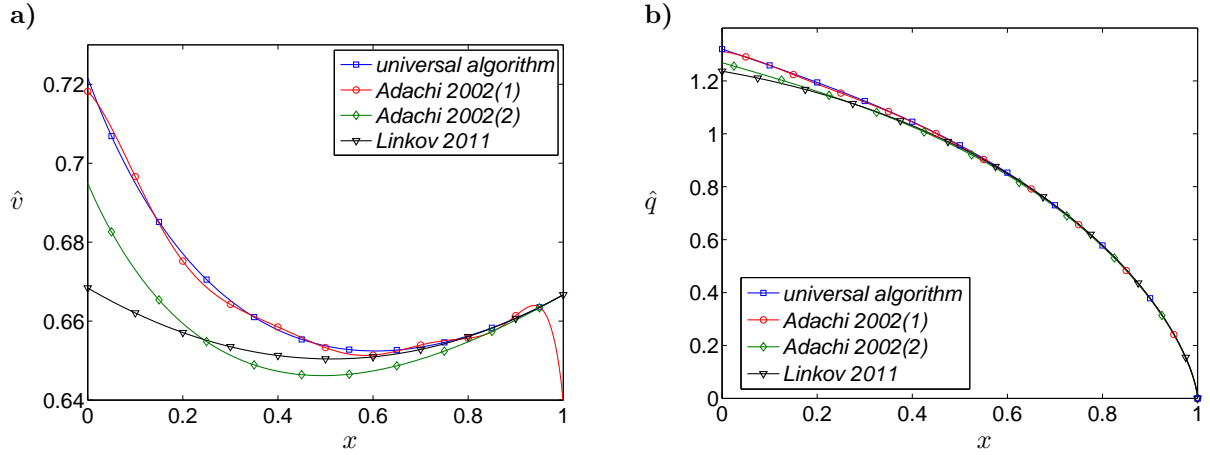 a)
0.72
0.7
v̂
0.68
0.66
0.64
0
0.2
0.4
0.6
0.8
1
x
universal algorithm
Adachi 2002(1)
Adachi 2002(2)
Linkov 2011
b)
1.2
1
q̂
0.8
0.6
0.4
0.2
0
0
0.2
0.4
0.6
0.8
1
x
universal algorithm
Adachi 2002(1)
Adachi 2002(2)
Linkov 2011